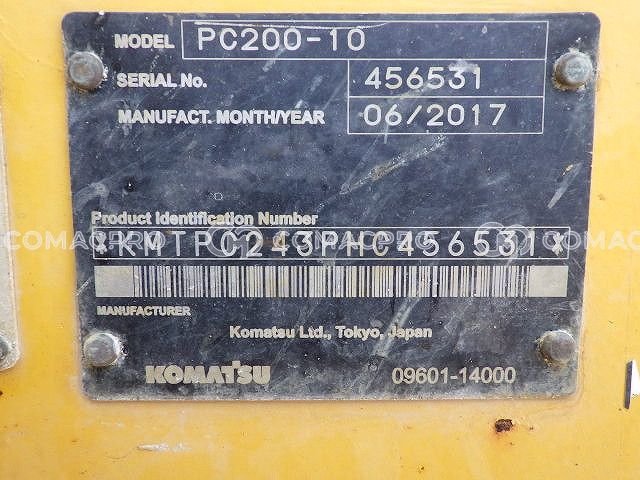 MODEL PC200-10
SERIAL No. 456531
MANUFACT. MONTH/YEAR 06/2017
Product Identification Number
*KMTPC243PHC456531*
MANUFACTURER
Komatsu Ltd., Tokyo, Japan
KOMATSU 09601-14000